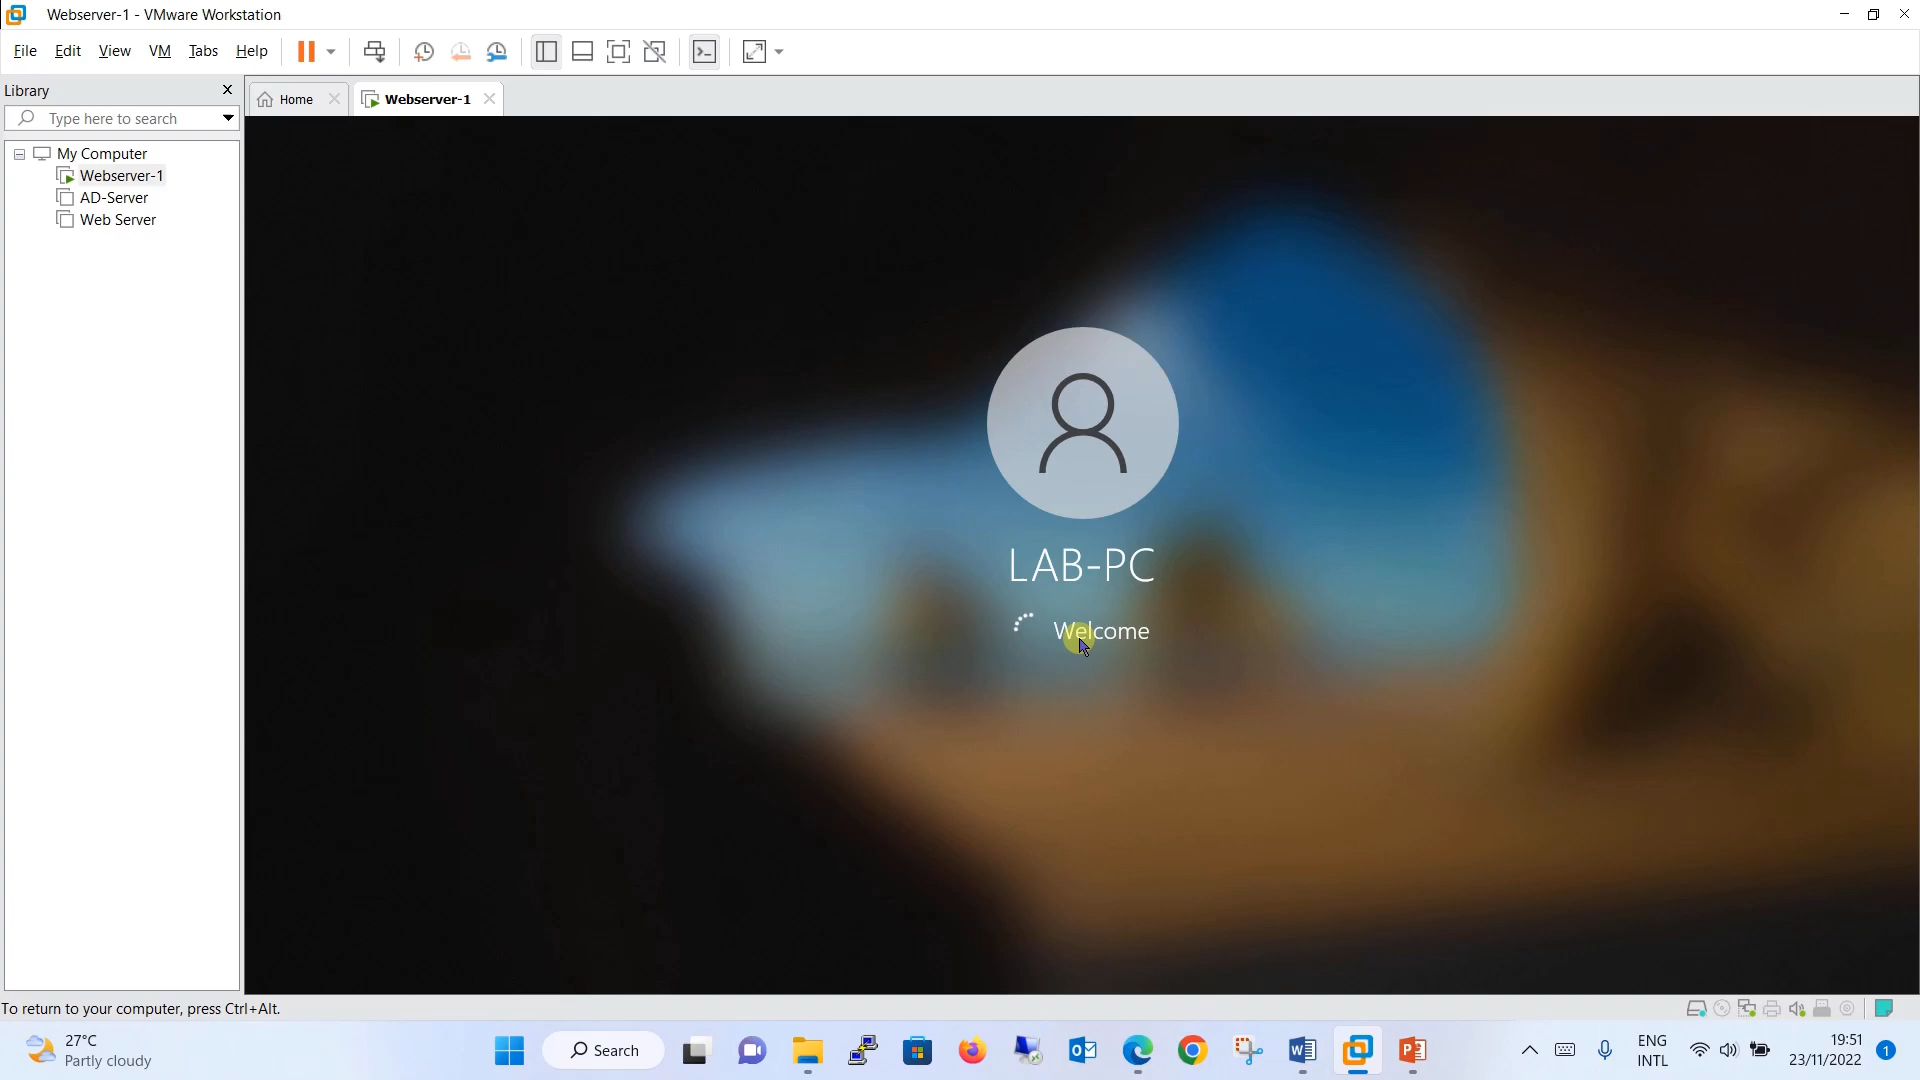 Webserver-1 - VMware Workstation
File Edit View VM Tabs Help
Library
Type here to search
Home
Webserver-1
My Computer
Webserver-1
AD-Server
Web Server
LAB-PC
Welcome
To return to your computer, press Ctrl+Alt.
27°C
Partly cloudy
Search
ENG
INTL
19:51
23/11/2022
1